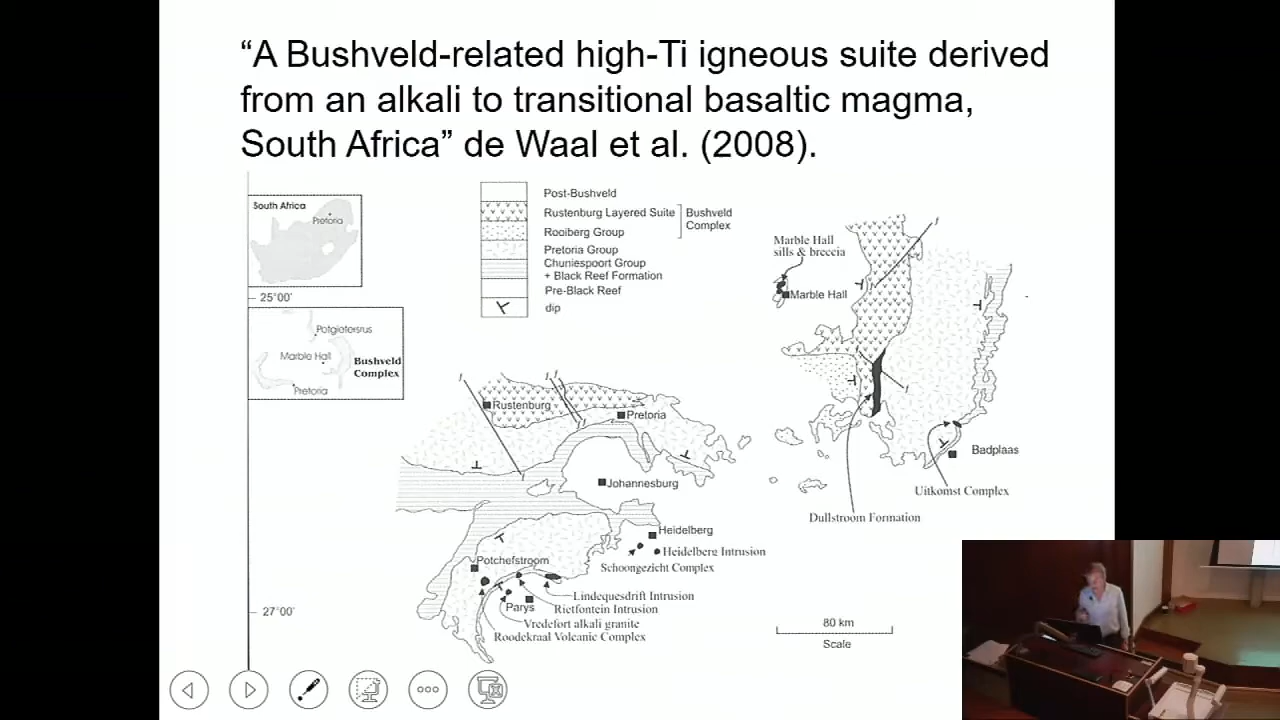 “A Bushveld-related high-Ti igneous suite derived
from an alkali to transitional basaltic magma,
South Africa” de Waal et al. (2008).
South Africa
Pretoria
25°00'
Potgietersrus
Marble Hall
Bushveld
Complex
Pretoria
27°00'
Post-Bushveld
Rustenburg Layered Suite
Rooiberg Group
Bushveld
Complex
Pretoria Group
Chuniespoort Group
+ Black Reef Formation
Pre-Black Reef
dip
Marble Hall
sills & breccia
Marble Hall
Rustenburg
Pretoria
Johannesburg
Badplaas
Uitkomst Complex
Dullstroom Formation
Heidelberg
Heidelberg Intrusion
Schoongezicht Complex
Potchefstroom
Lindequesdrift Intrusion
Parys
Rietfontein Intrusion
Vredefort alkali granite
Roodekraal Volcanic Complex
80 km
Scale